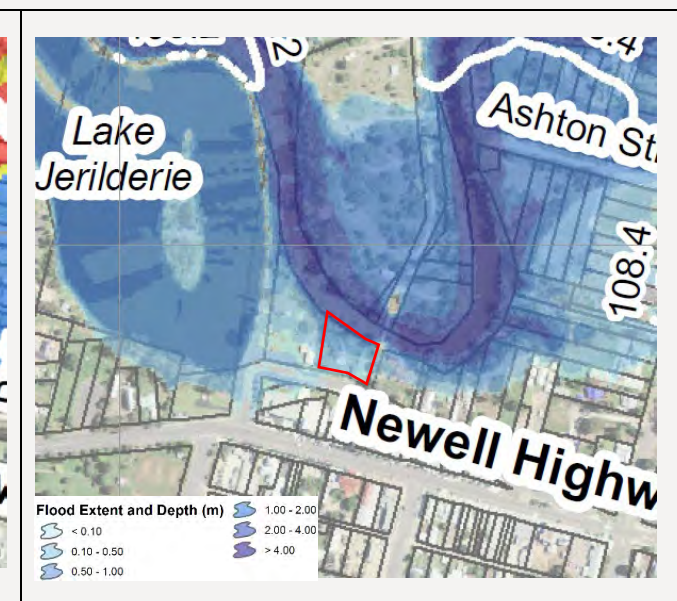 Lake
Jerilderie
Ashton St
108.4
Newell Highw
Flood Extent and Depth (m)
< 0.10
0.10 - 0.50
0.50 - 1.00
1.00 - 2.00
2.00 - 4.00
> 4.00